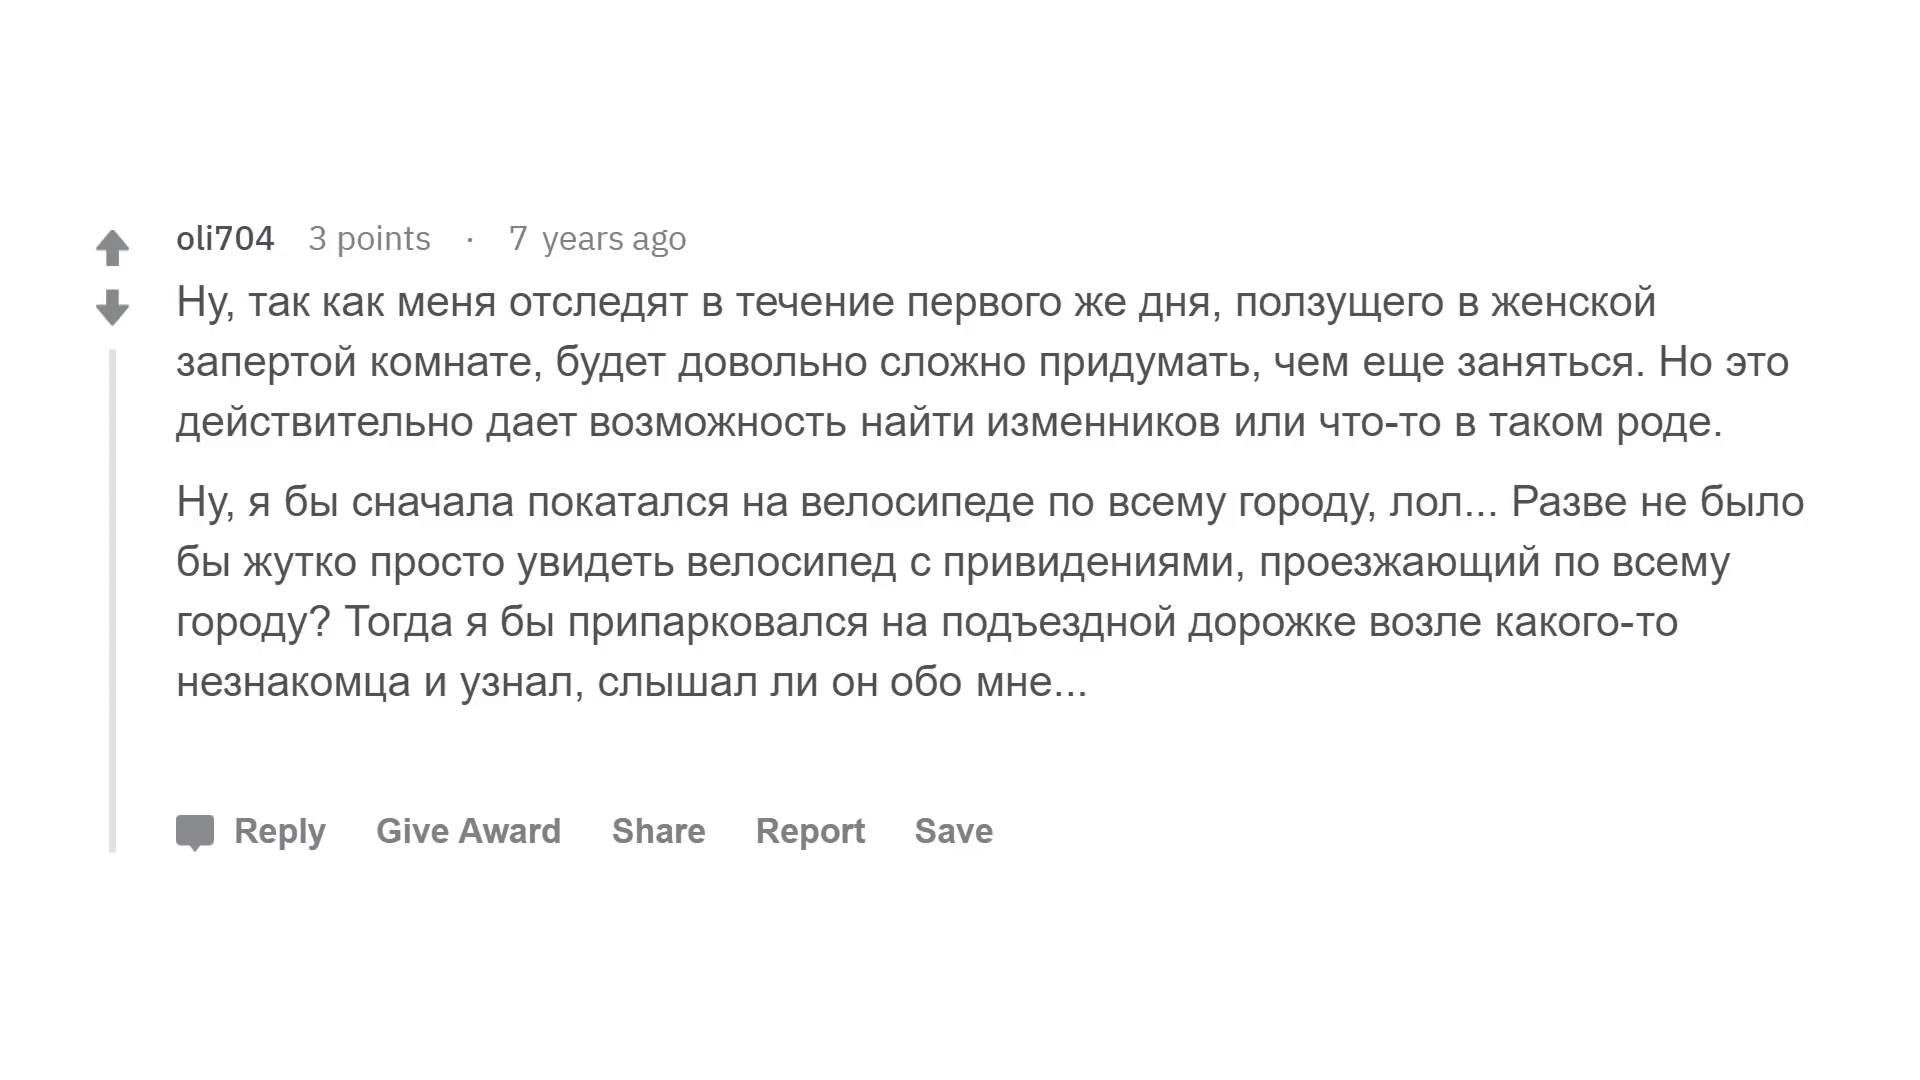 oli704 3 points · 7 years ago
Ну, так как меня отследят в течение первого же дня, ползущего в женской
запертой комнате, будет довольно сложно придумать, чем еще заняться. Но это
действительно дает возможность найти изменников или что-то в таком роде.
Ну, я бы сначала покатался на велосипеде по всему городу, лол... Разве не было
бы жутко просто увидеть велосипед с привидениями, проезжающий по всему
городу? Тогда я бы припарковался на подъездной дорожке возле какого-то
незнакомца и узнал, слышал ли он обо мне...
Reply Give Award Share Report Save